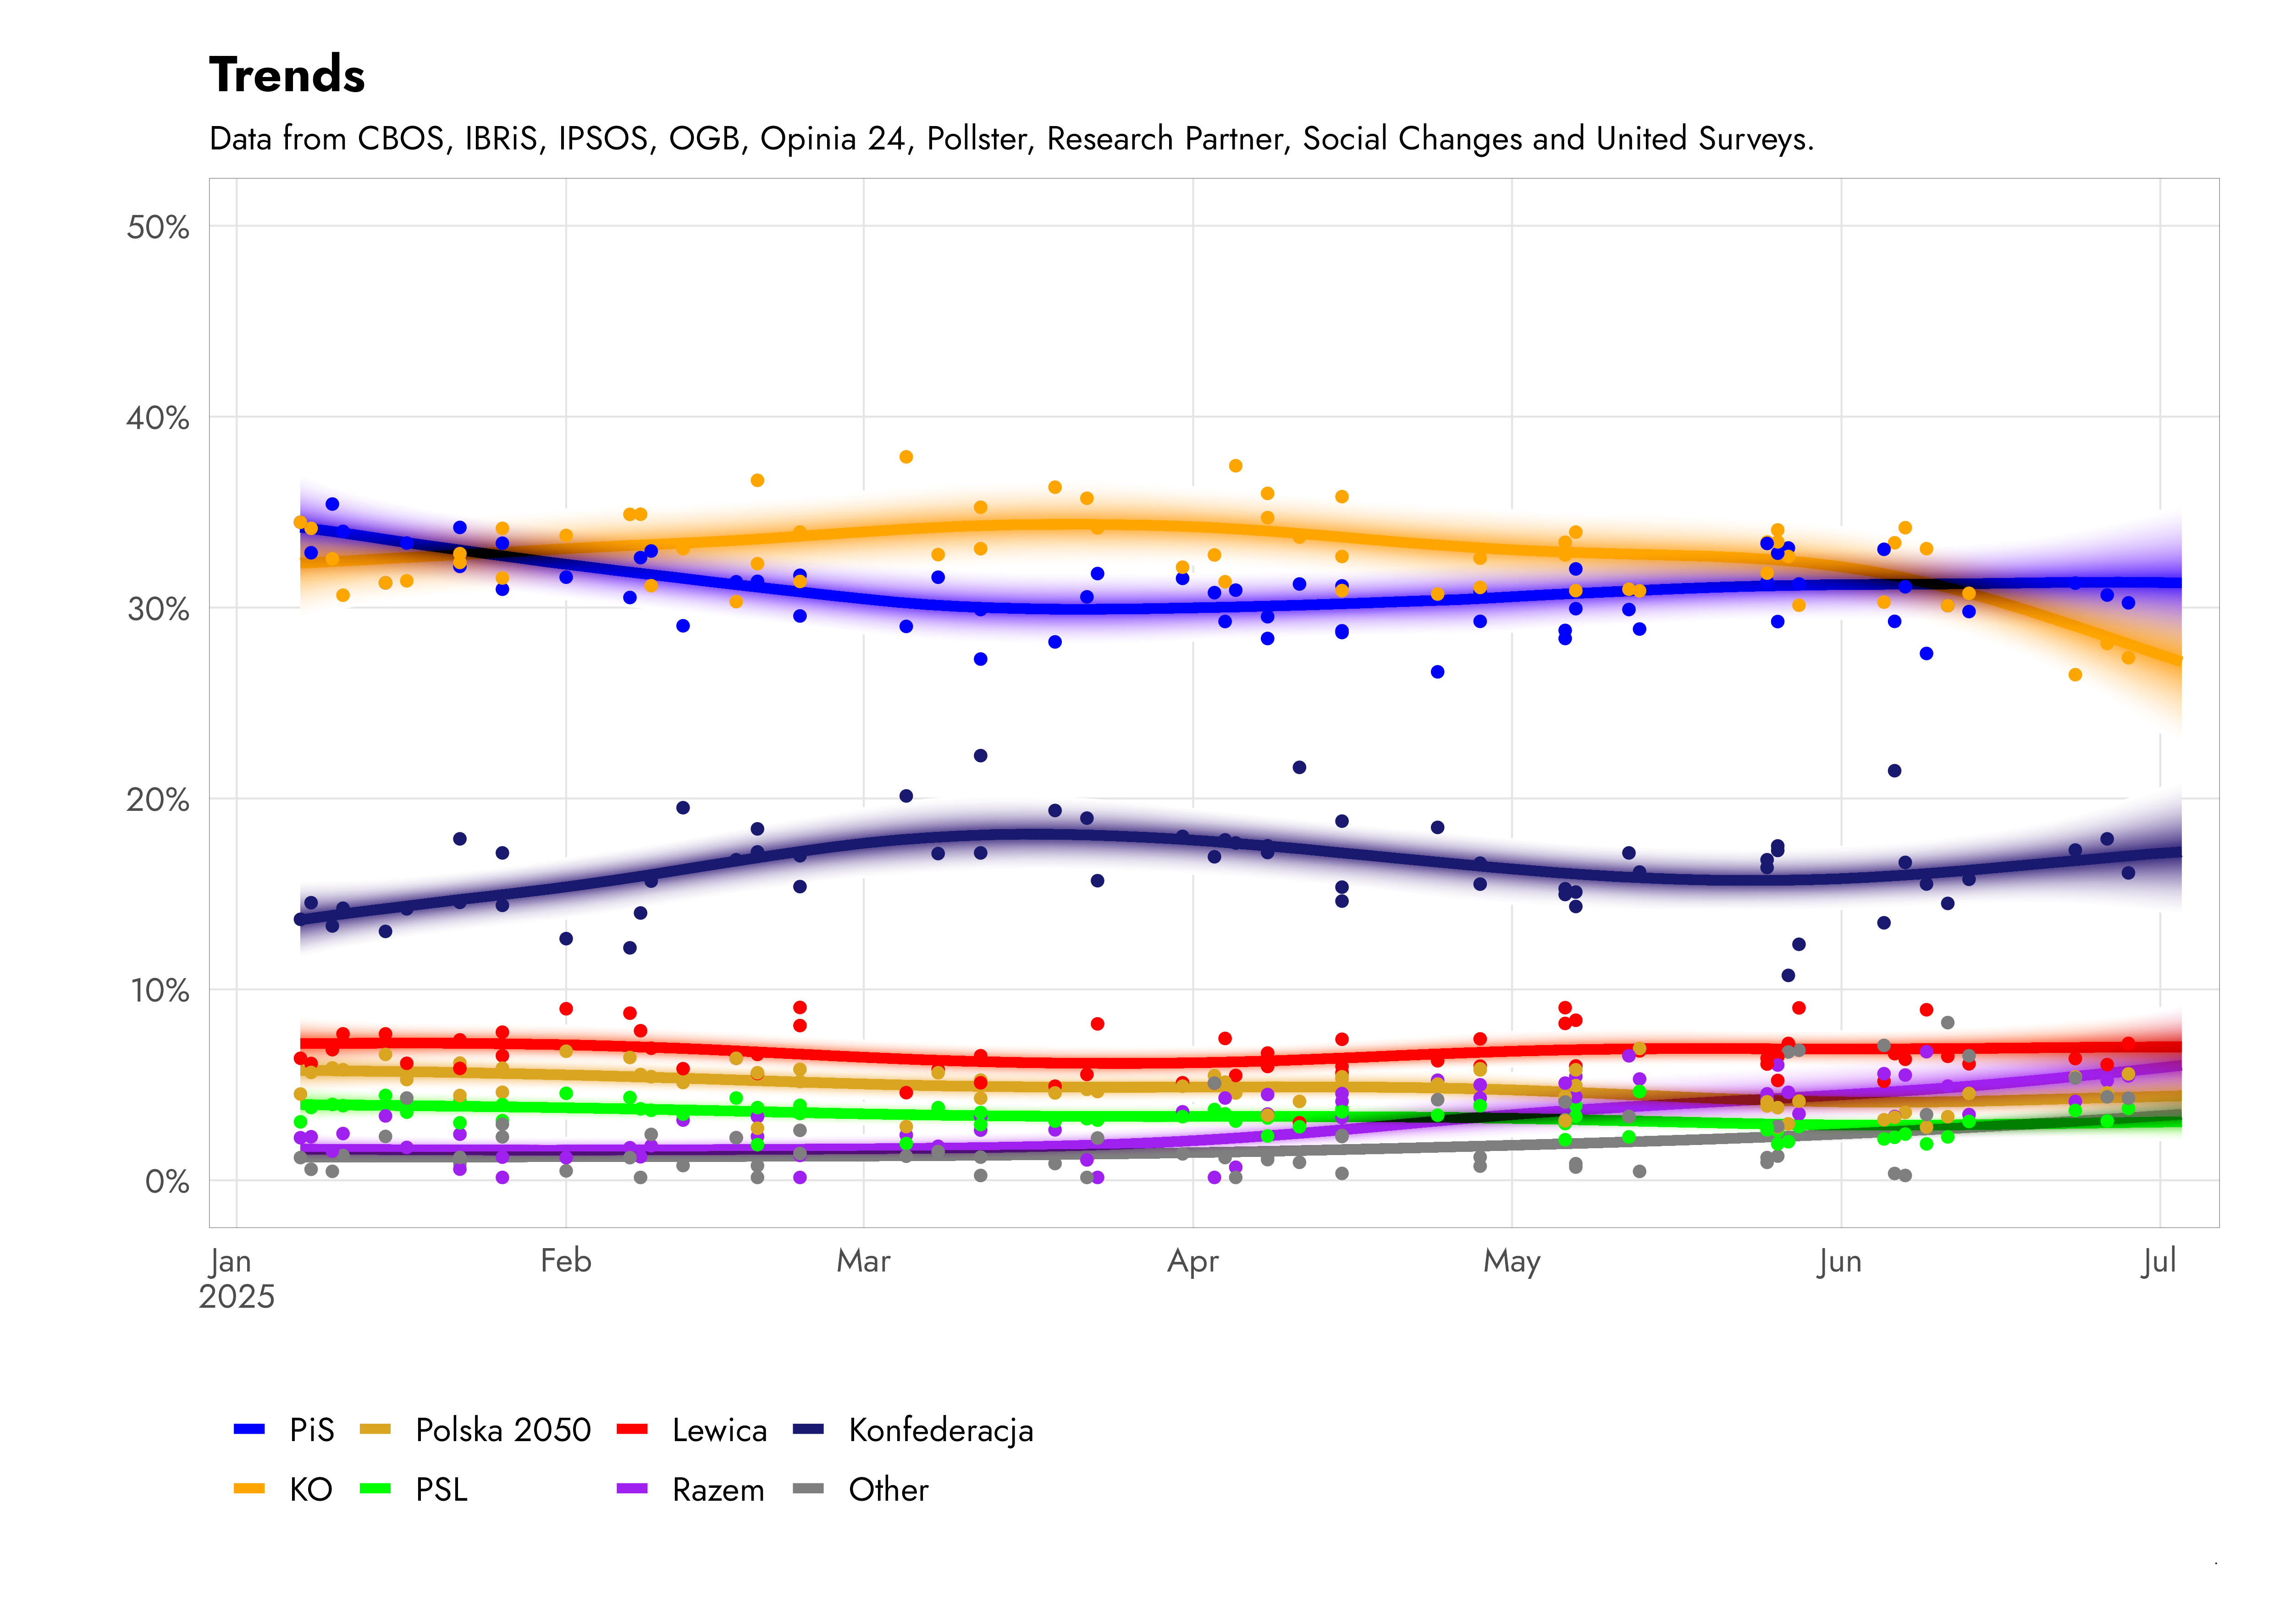 Trends
Data from CBOS, IBRiS, IPSOS, OGB, Opinia 24, Pollster, Research Partner, Social Changes and United Surveys.
50%
40%
30%
20%
10%
0%
Jan Feb Mar Apr May Jun Jul
2025
PiS Polska 2050 Lewica Konfederacja
KO PSL Razem Other
.